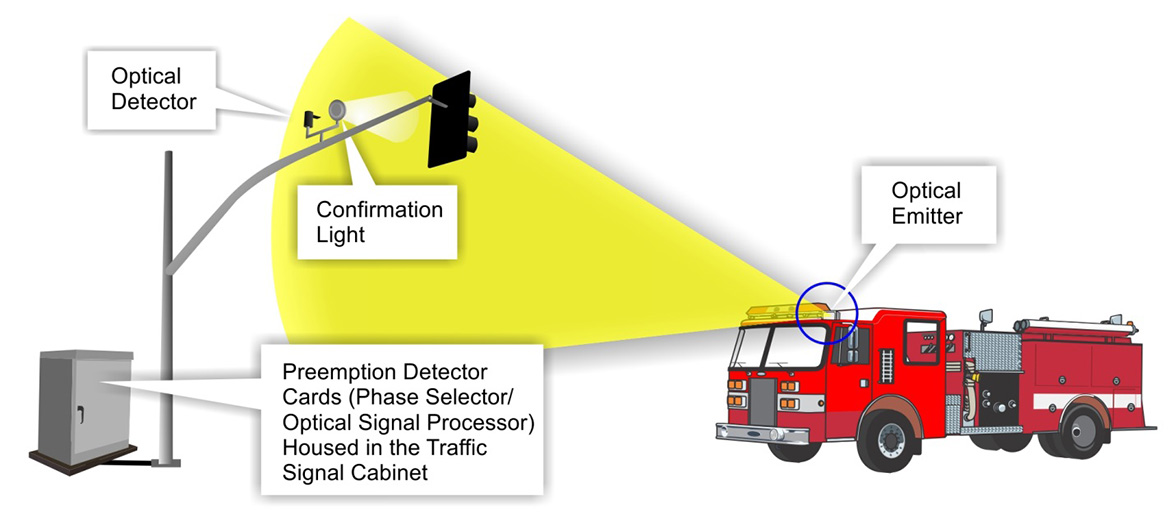 Optical
Detector
Confirmation
Light
Optical
Emitter
Preemption Detector
Cards (Phase Selector/
Optical Signal Processor)
Housed in the Traffic
Signal Cabinet